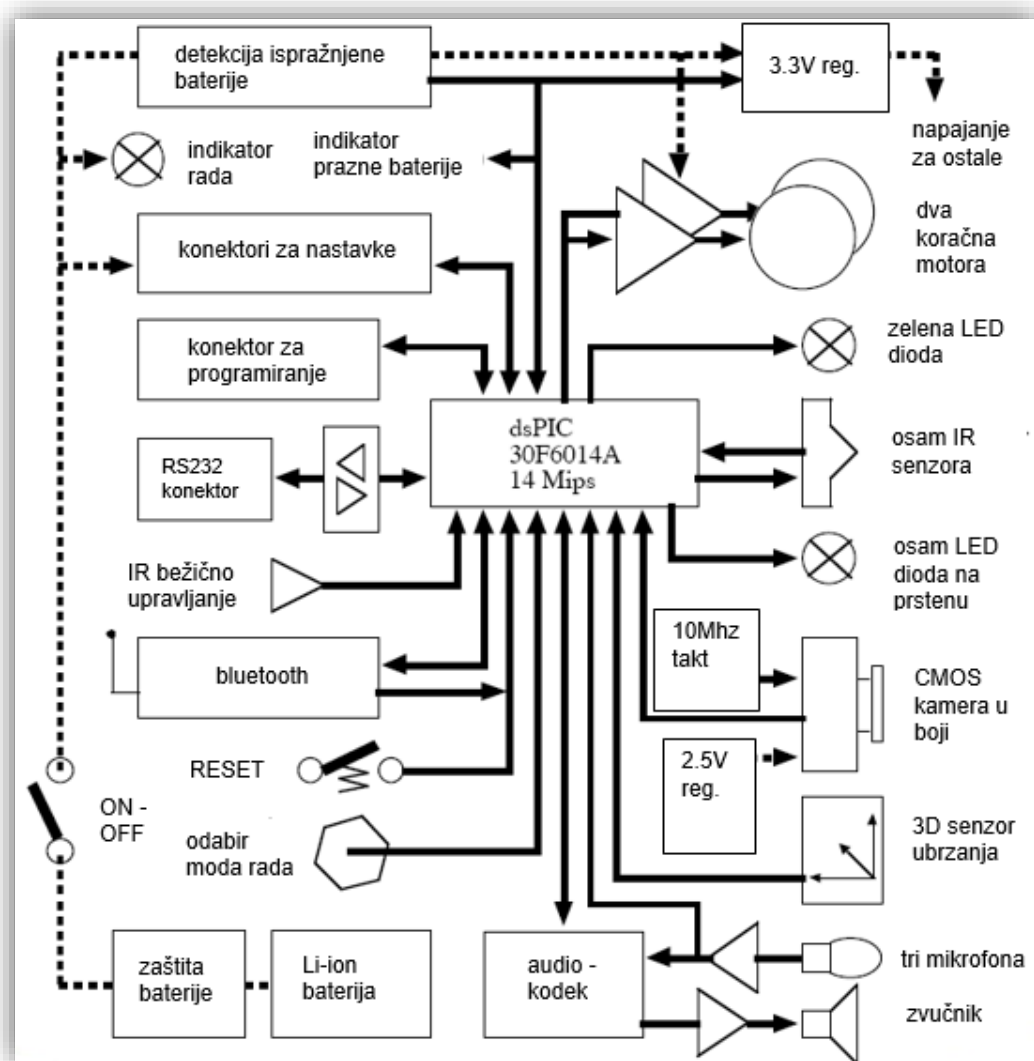 detekcija ispražnjene
baterije
3.3V reg.
napajanje
za ostale
indikator
rada
indikator
prazne baterije
dva
koračna
motora
konektori za nastavke
zelena LED
dioda
konektor za
programiranje
dsPIC
30F6014A
14 Mips
osam IR
senzora
RS232
konektor
osam LED
dioda na
prstenu
IR bežično
upravljanje
10Mhz
takt
bluetooth
CMOS
kamera u
boji
RESET
2.5V
reg.
ON -
OFF
odabir
moda rada
3D senzor
ubrzanja
zaštita
baterije
Li-ion
baterija
audio -
kodek
tri mikrofona
zvučnik